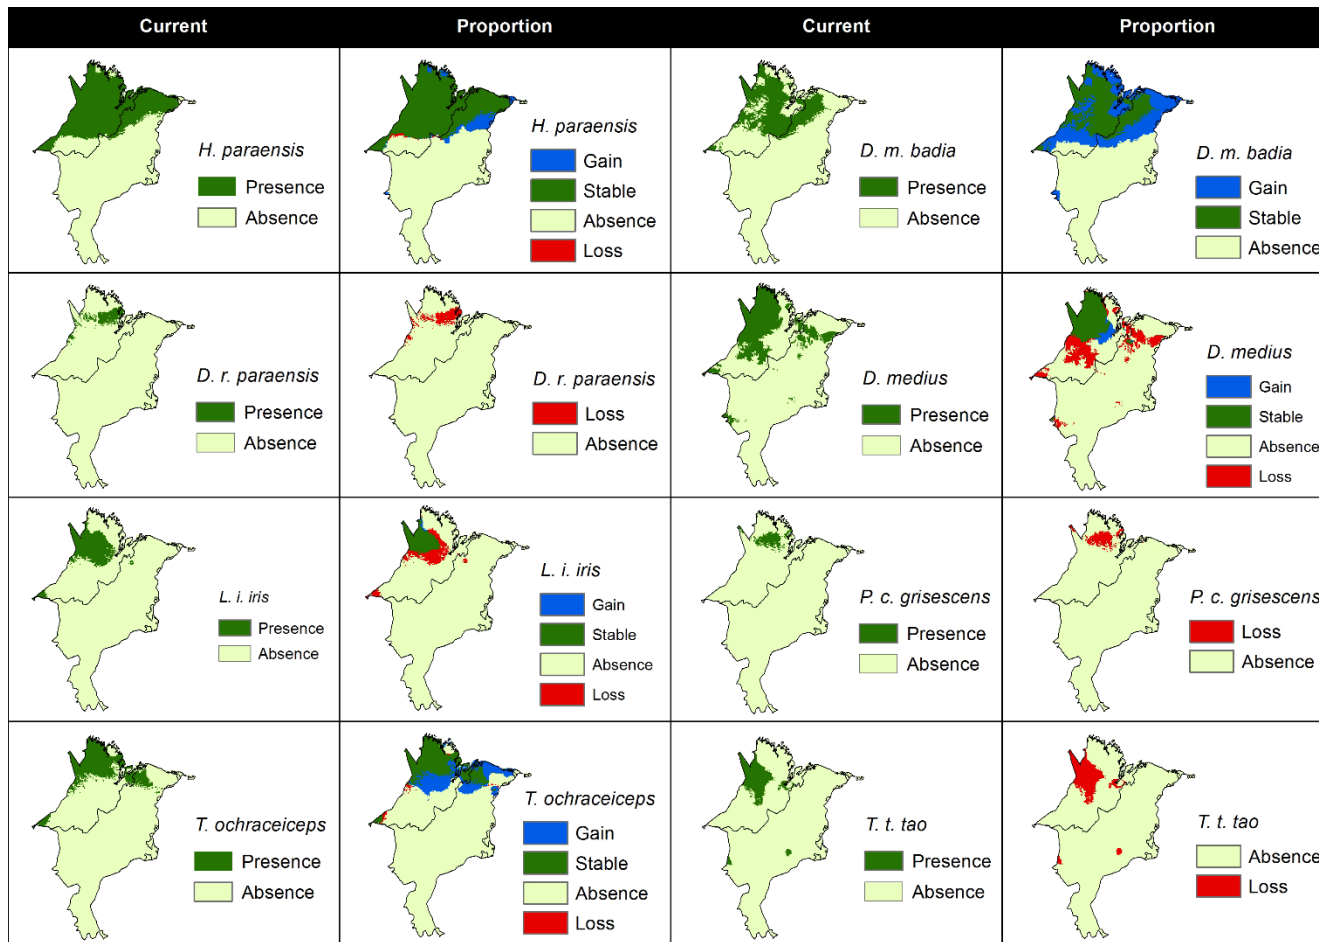 Current
Proportion
Current
Proportion
H. paraensis
Presence
Absence
H. paraensis
Gain
Stable
Absence
Loss
D. m. badia
Presence
Absence
D. m. badia
Gain
Stable
Absence
D. r. paraensis
Presence
Absence
D. r. paraensis
Loss
Absence
D. medius
Presence
Absence
D. medius
Gain
Stable
Absence
Loss
L. i. iris
Presence
Absence
L. i. iris
Gain
Stable
Absence
Loss
P. c. grisescens
Presence
Absence
P. c. grisescens
Loss
Absence
T. ochraceiceps
Presence
Absence
T. ochraceiceps
Gain
Stable
Absence
Loss
T. t. tao
Presence
Absence
T. t. tao
Absence
Loss